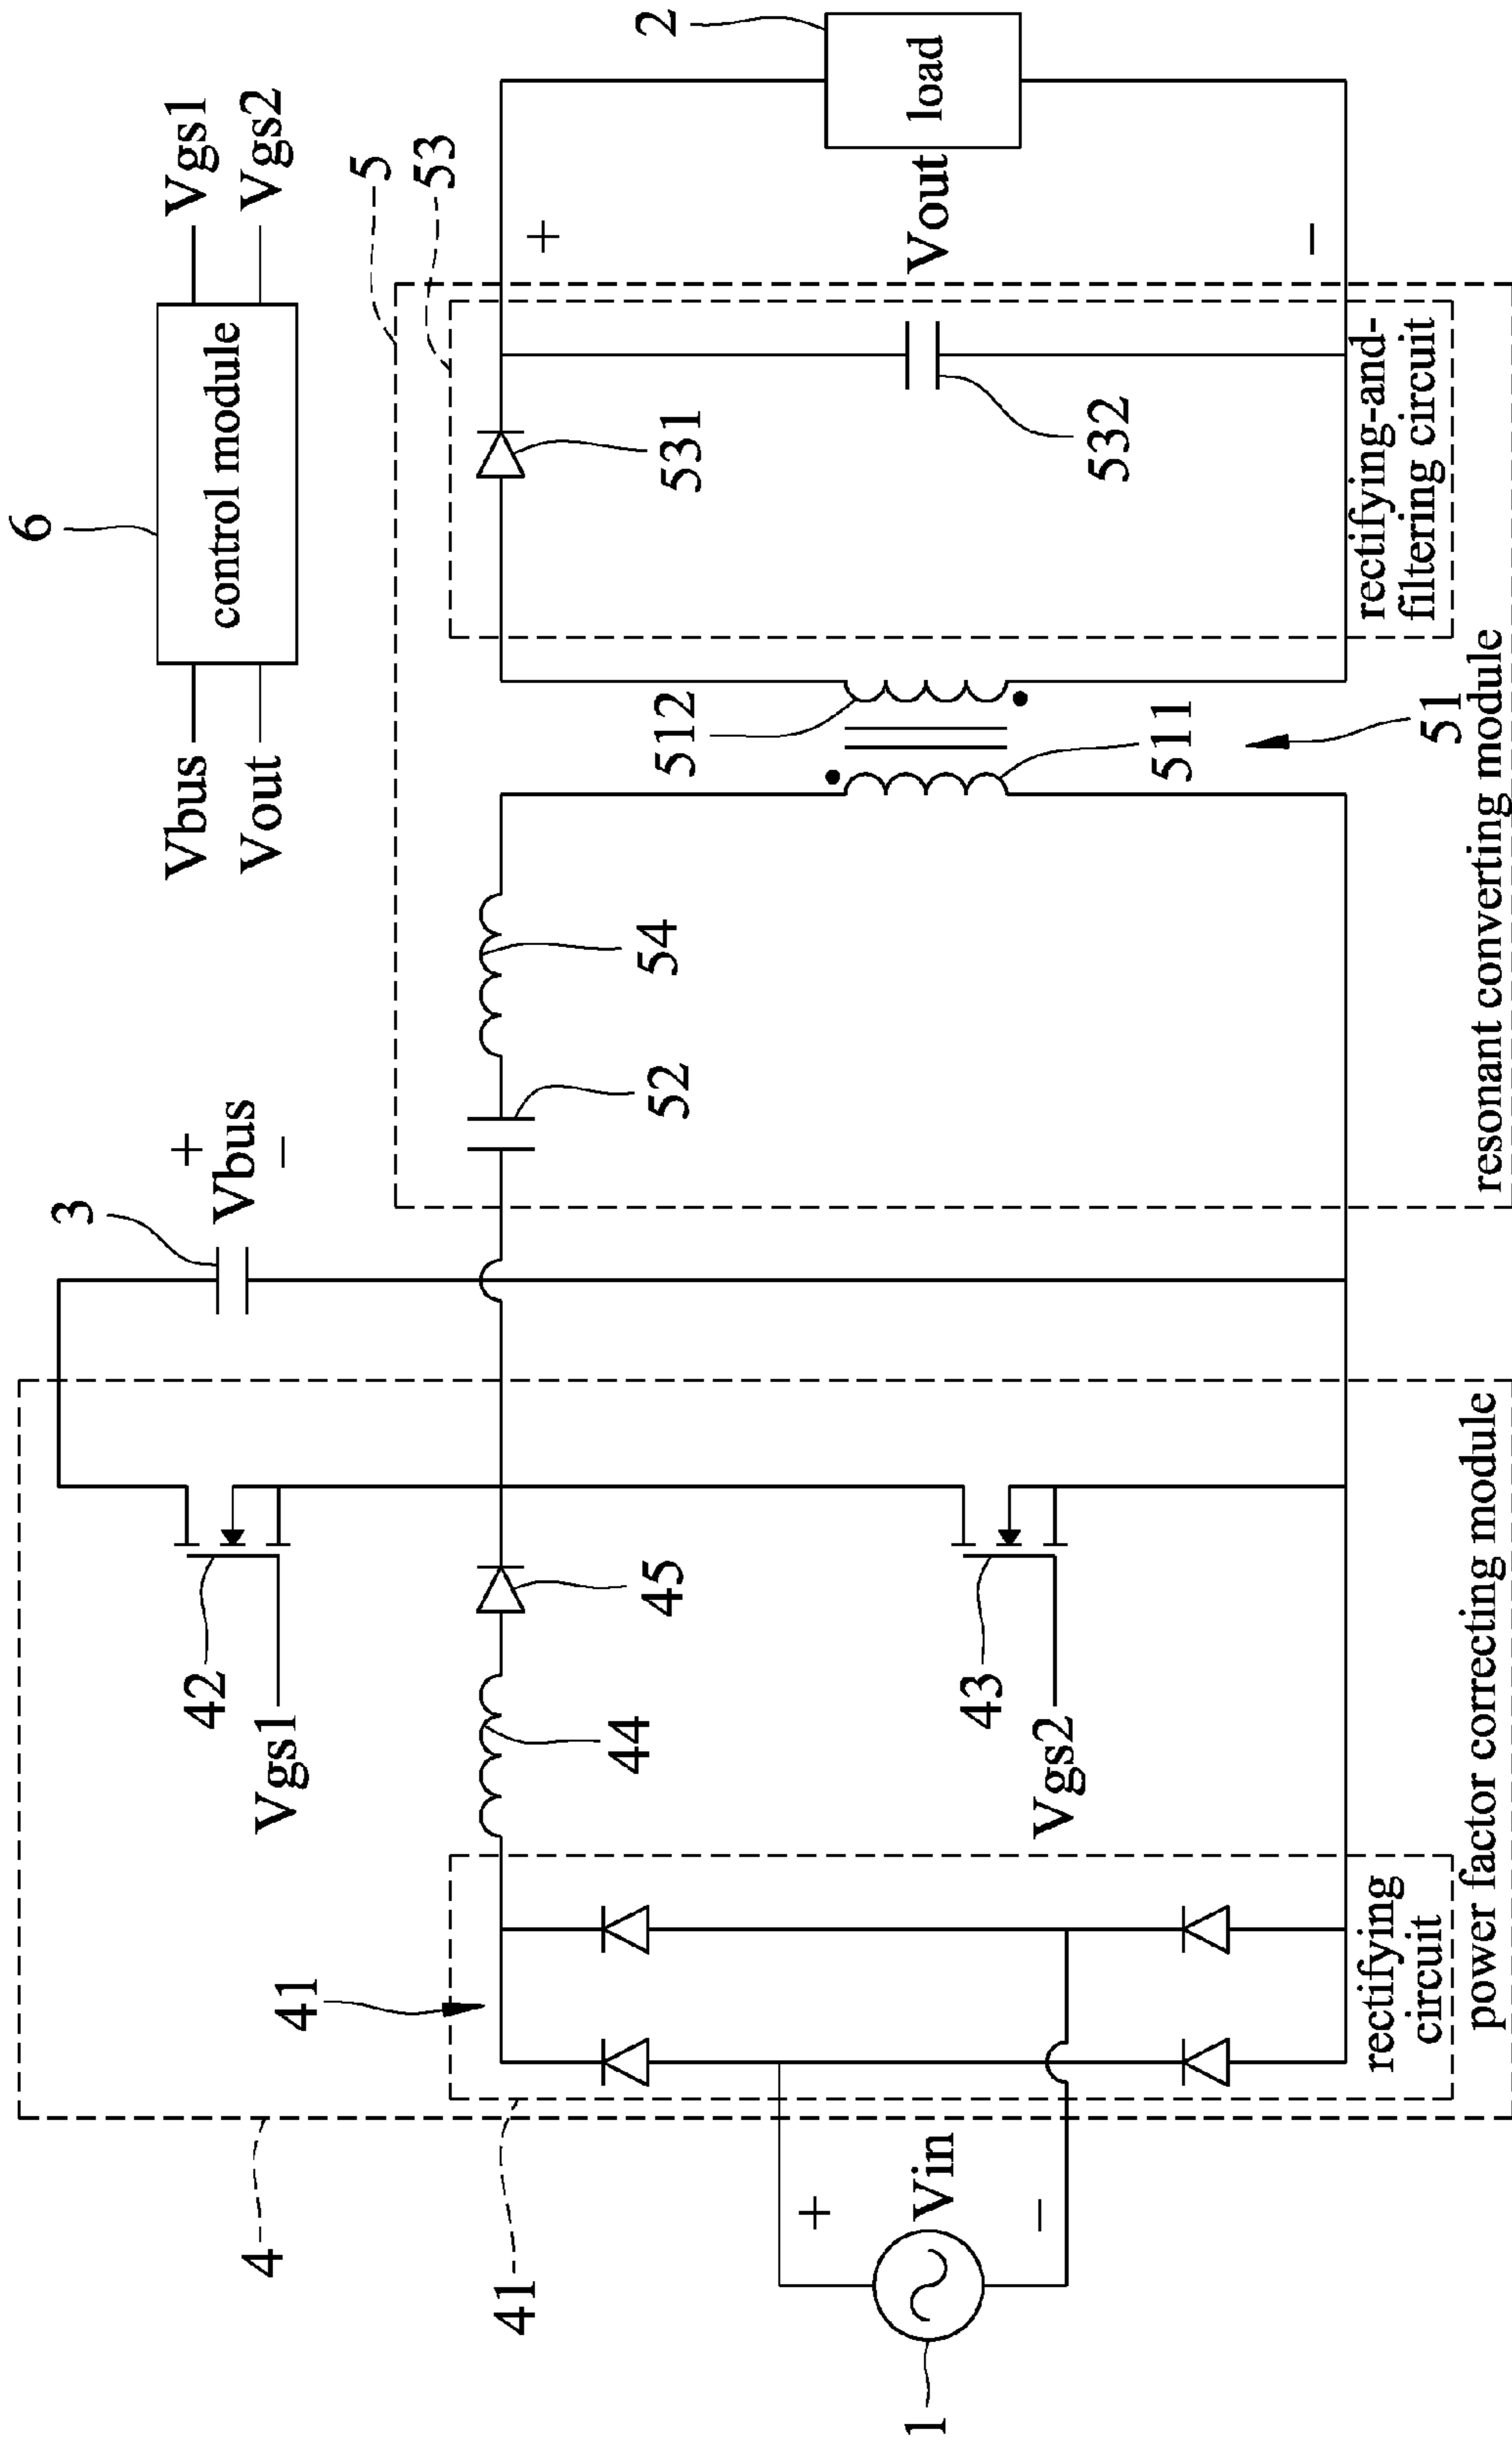 6
control module
Vbus
Vout
Vgs1
Vgs2
3
+
Vbus
−
4
41
41
42
Vgs1
44
45
43
Vgs2
1
+
Vin
−
rectifying
circuit
power factor correcting module
5
53
52
54
512
511
51
531
532
+
Vout
−
2
load
rectifying-and-
filtering circuit
resonant converting module